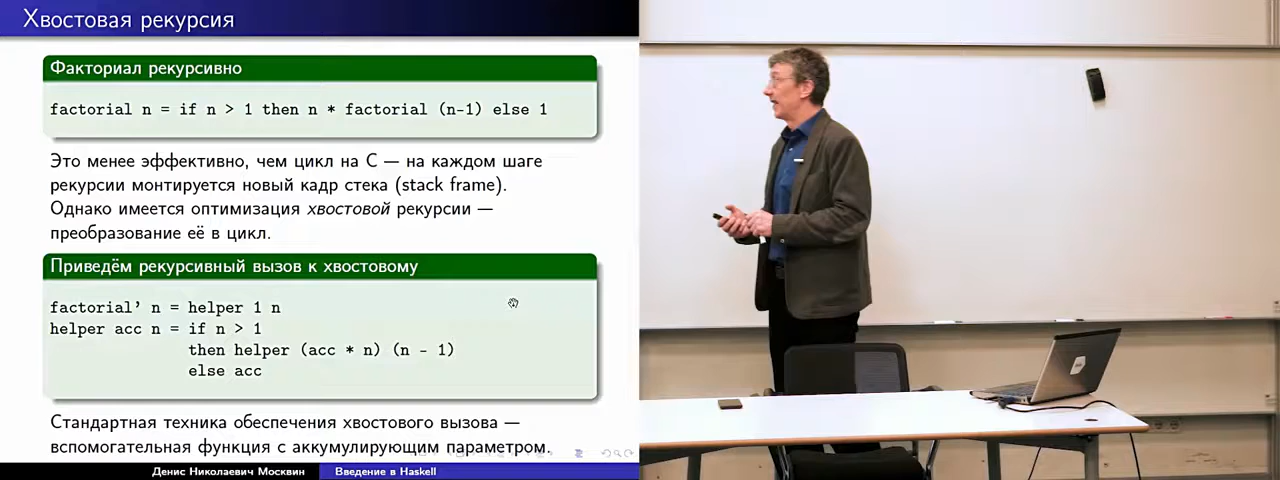 Хвостовая рекурсия
Факториал рекурсивно
factorial n = if n > 1 then n * factorial (n-1) else 1
Это менее эффективно, чем цикл на C — на каждом шаге
рекурсии монтируется новый кадр стека (stack frame).
Однако имеется оптимизация хвостовой рекурсии —
преобразование её в цикл.
Приведём рекурсивный вызов к хвостовому
factorial' n = helper 1 n
helper acc n = if n > 1
then helper (acc * n) (n - 1)
else acc
Стандартная техника обеспечения хвостового вызова —
вспомогательная функция с аккумулирующим параметром.
Денис Николаевич Москвин
Введение в Haskell